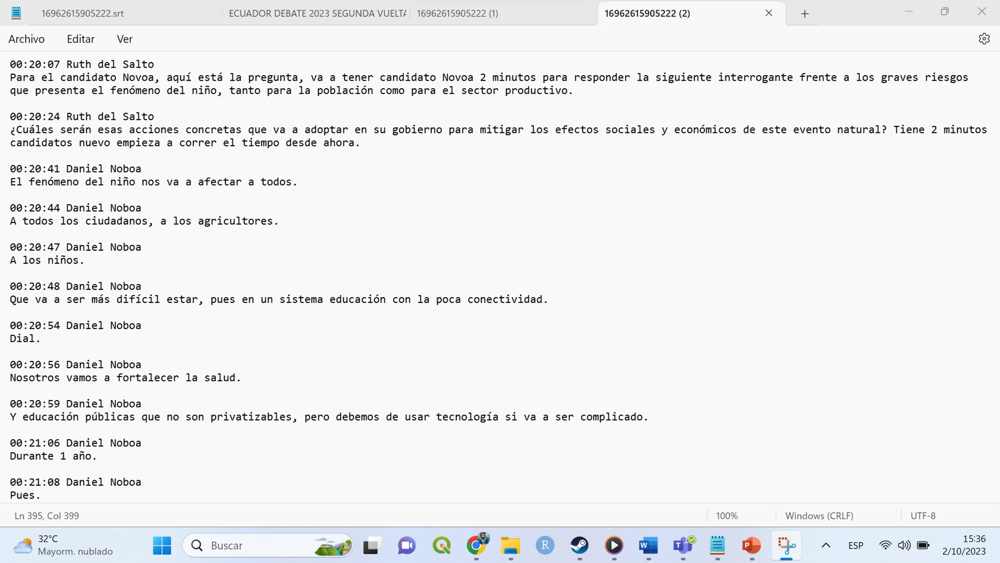 16962615905222.srt
ECUADOR DEBATE 2023 SEGUNDA VUELTA
16962615905222 (1)
16962615905222 (2)
Archivo
Editar
Ver
00:20:07 Ruth del Salto
Para el candidato Novoa, aquí está la pregunta, va a tener candidato Novoa 2 minutos para responder la siguiente interrogante frente a los graves riesgos
que presenta el fenómeno del niño, tanto para la población como para el sector productivo.
00:20:24 Ruth del Salto
¿Cuáles serán esas acciones concretas que va a adoptar en su gobierno para mitigar los efectos sociales y económicos de este evento natural? Tiene 2 minutos
candidatos nuevo empieza a correr el tiempo desde ahora.
00:20:41 Daniel Noboa
El fenómeno del niño nos va a afectar a todos.
00:20:44 Daniel Noboa
A todos los ciudadanos, a los agricultores.
00:20:47 Daniel Noboa
A los niños.
00:20:48 Daniel Noboa
Que va a ser más difícil estar, pues en un sistema educación con la poca conectividad.
00:20:54 Daniel Noboa
Dial.
00:20:56 Daniel Noboa
Nosotros vamos a fortalecer la salud.
00:20:59 Daniel Noboa
Y educación públicas que no son privatizables, pero debemos de usar tecnología si va a ser complicado.
00:21:06 Daniel Noboa
Durante 1 año.
00:21:08 Daniel Noboa
Pues.
Ln 395, Col 399
100%
Windows (CRLF)
UTF-8
32°C
Mayorm. nublado
Buscar
R
W
T
P
ESP
15:36
2/10/2023